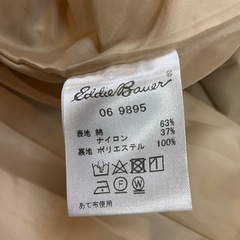 Eddie Bauer
06 9895
表地 綿 63%
ナイロン 37%
裏地 ポリエステル 100%
あて布使用